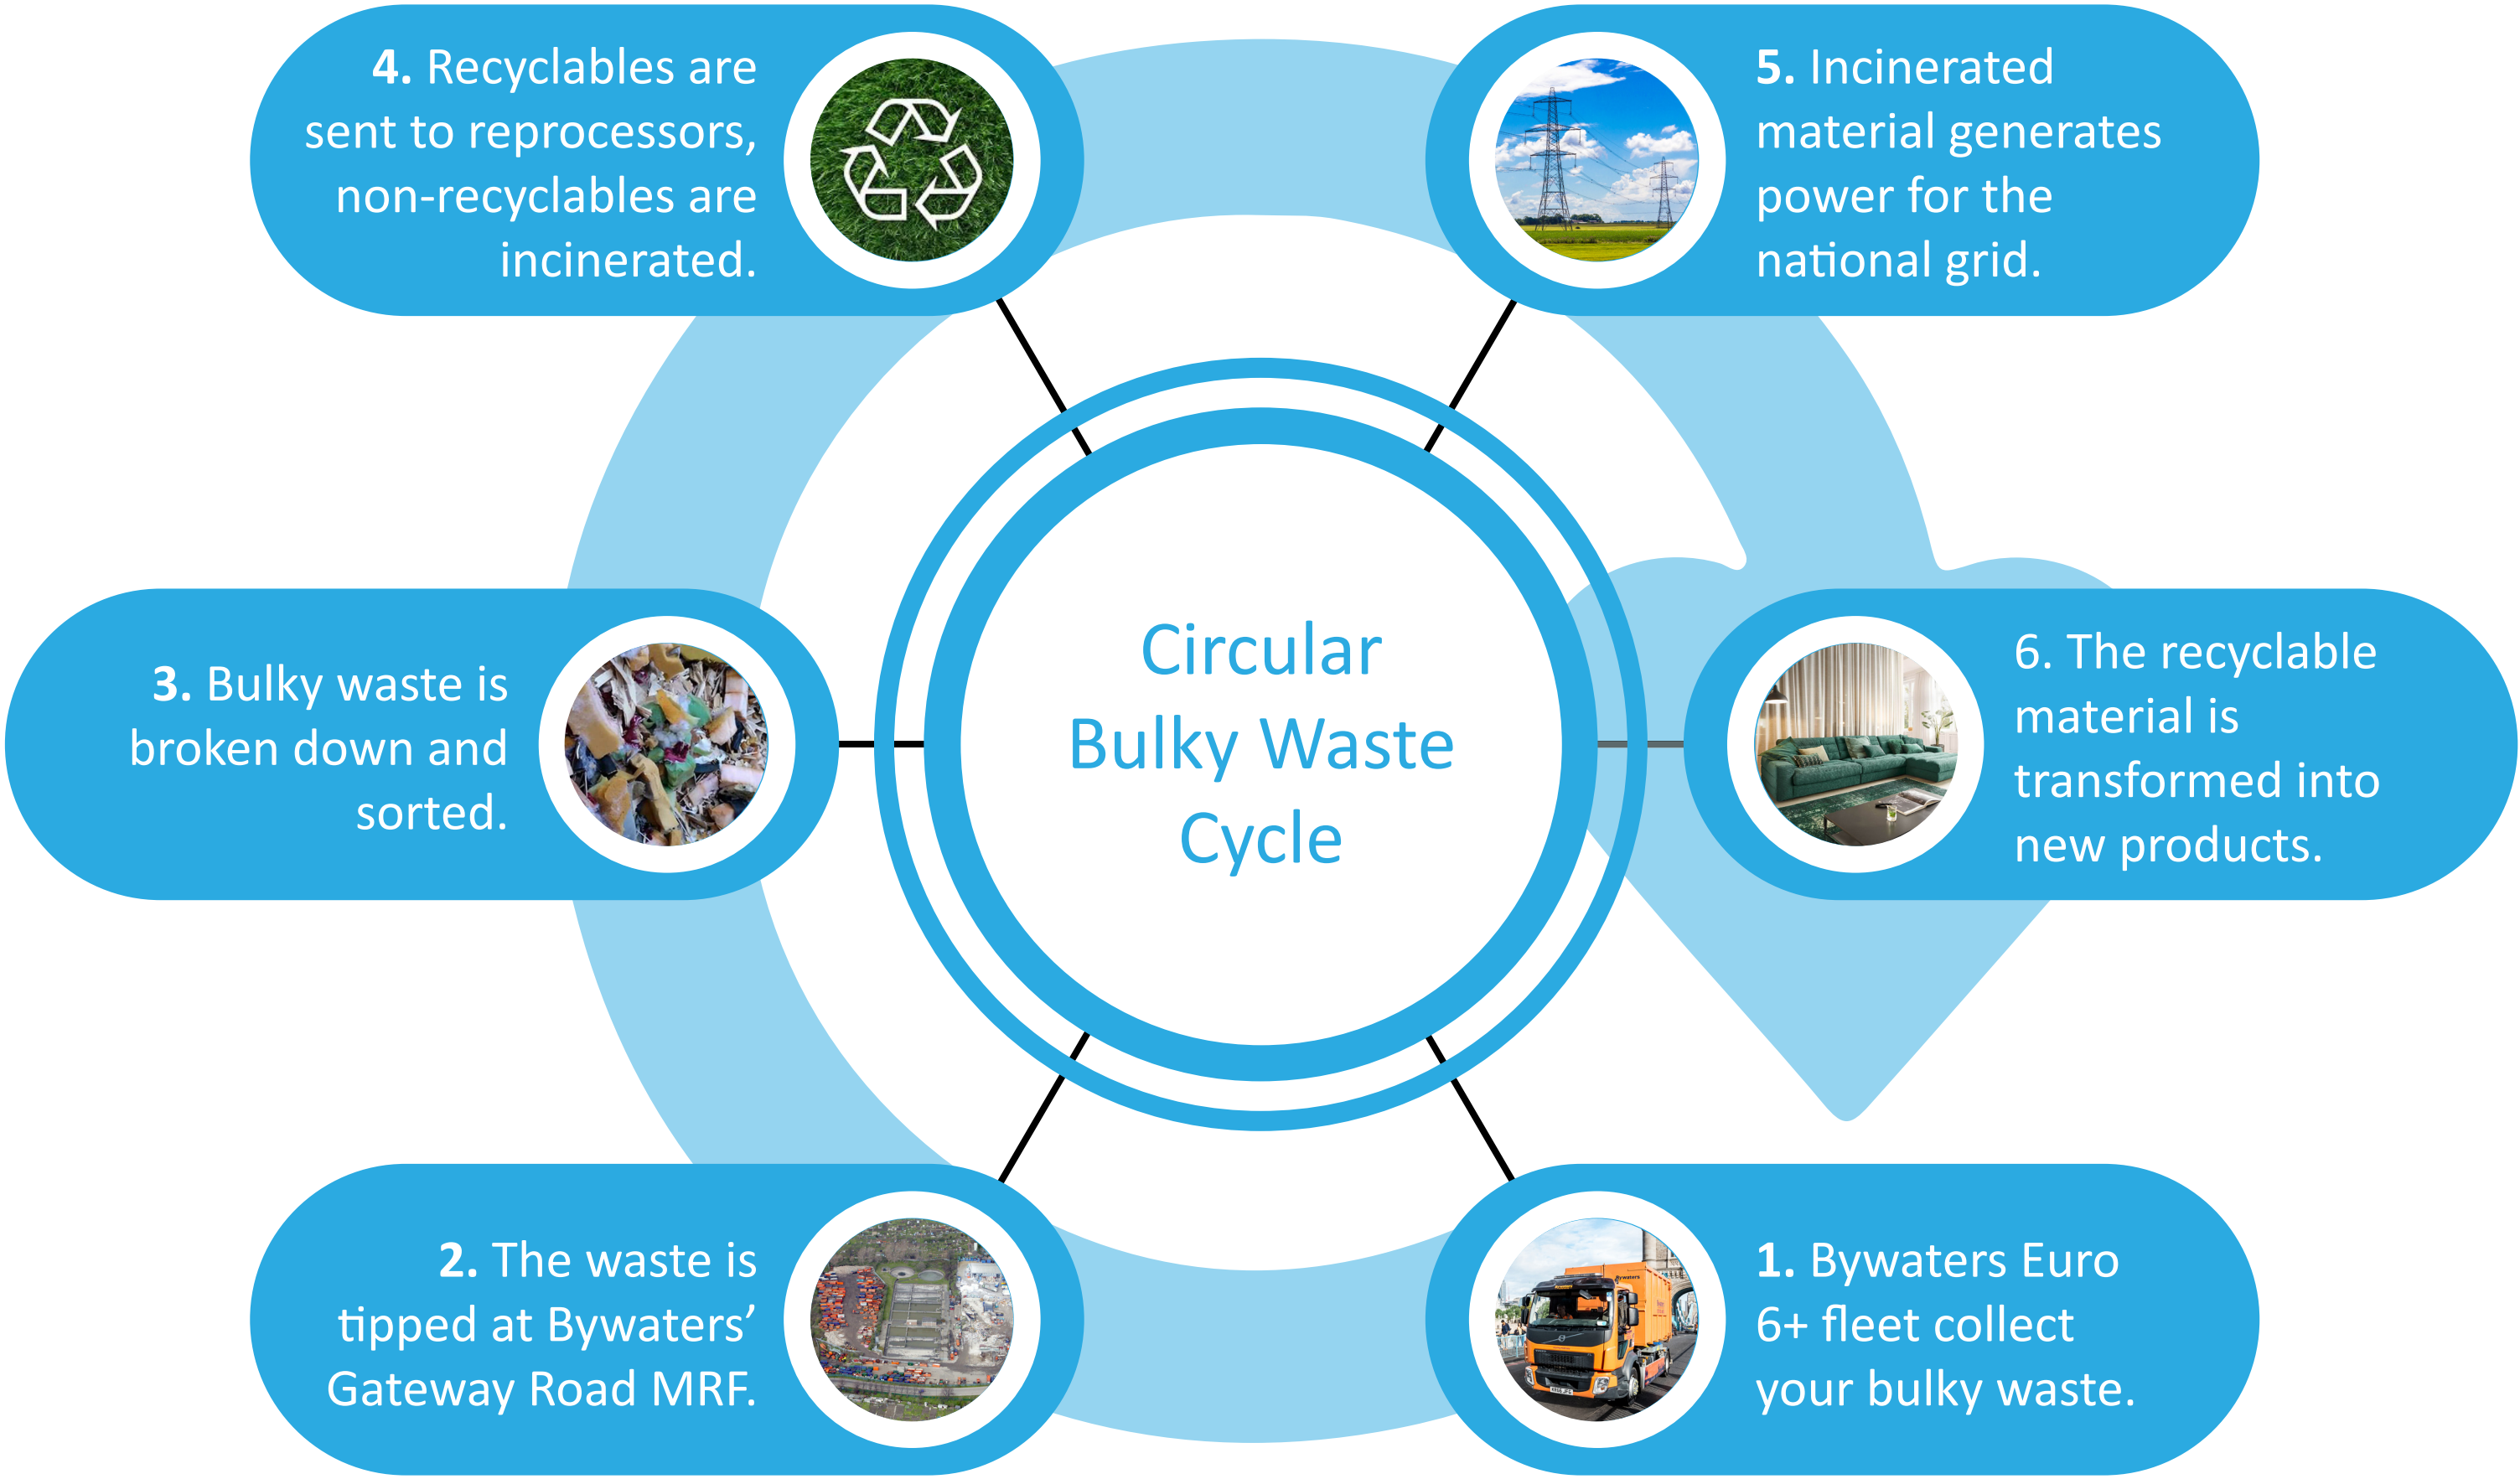 Circular
Bulky Waste
Cycle
1. Bywaters Euro
6+ fleet collect
your bulky waste.
Bywaters
2. The waste is
tipped at Bywaters’
Gateway Road MRF.
3. Bulky waste is
broken down and
sorted.
4. Recyclables are
sent to reprocessors,
non-recyclables are
incinerated.
5. Incinerated
material generates
power for the
national grid.
6. The recyclable
material is
transformed into
new products.